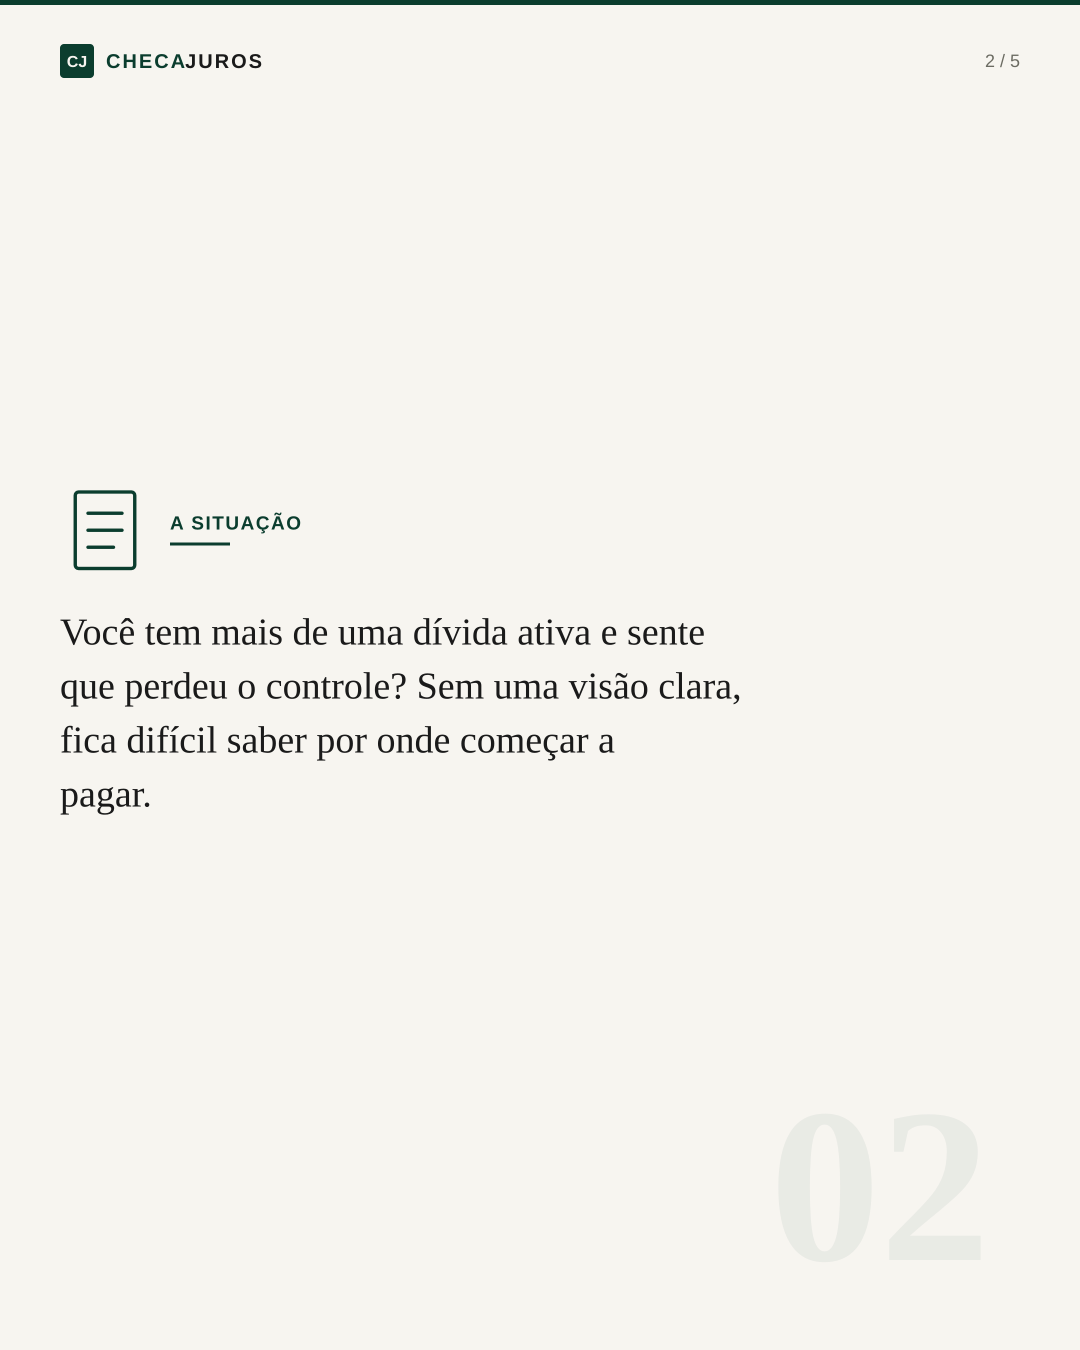 CJ CHECAJUROS
2 / 5
A SITUAÇÃO
Você tem mais de uma dívida ativa e sente
que perdeu o controle? Sem uma visão clara,
fica difícil saber por onde começar a
pagar.
02